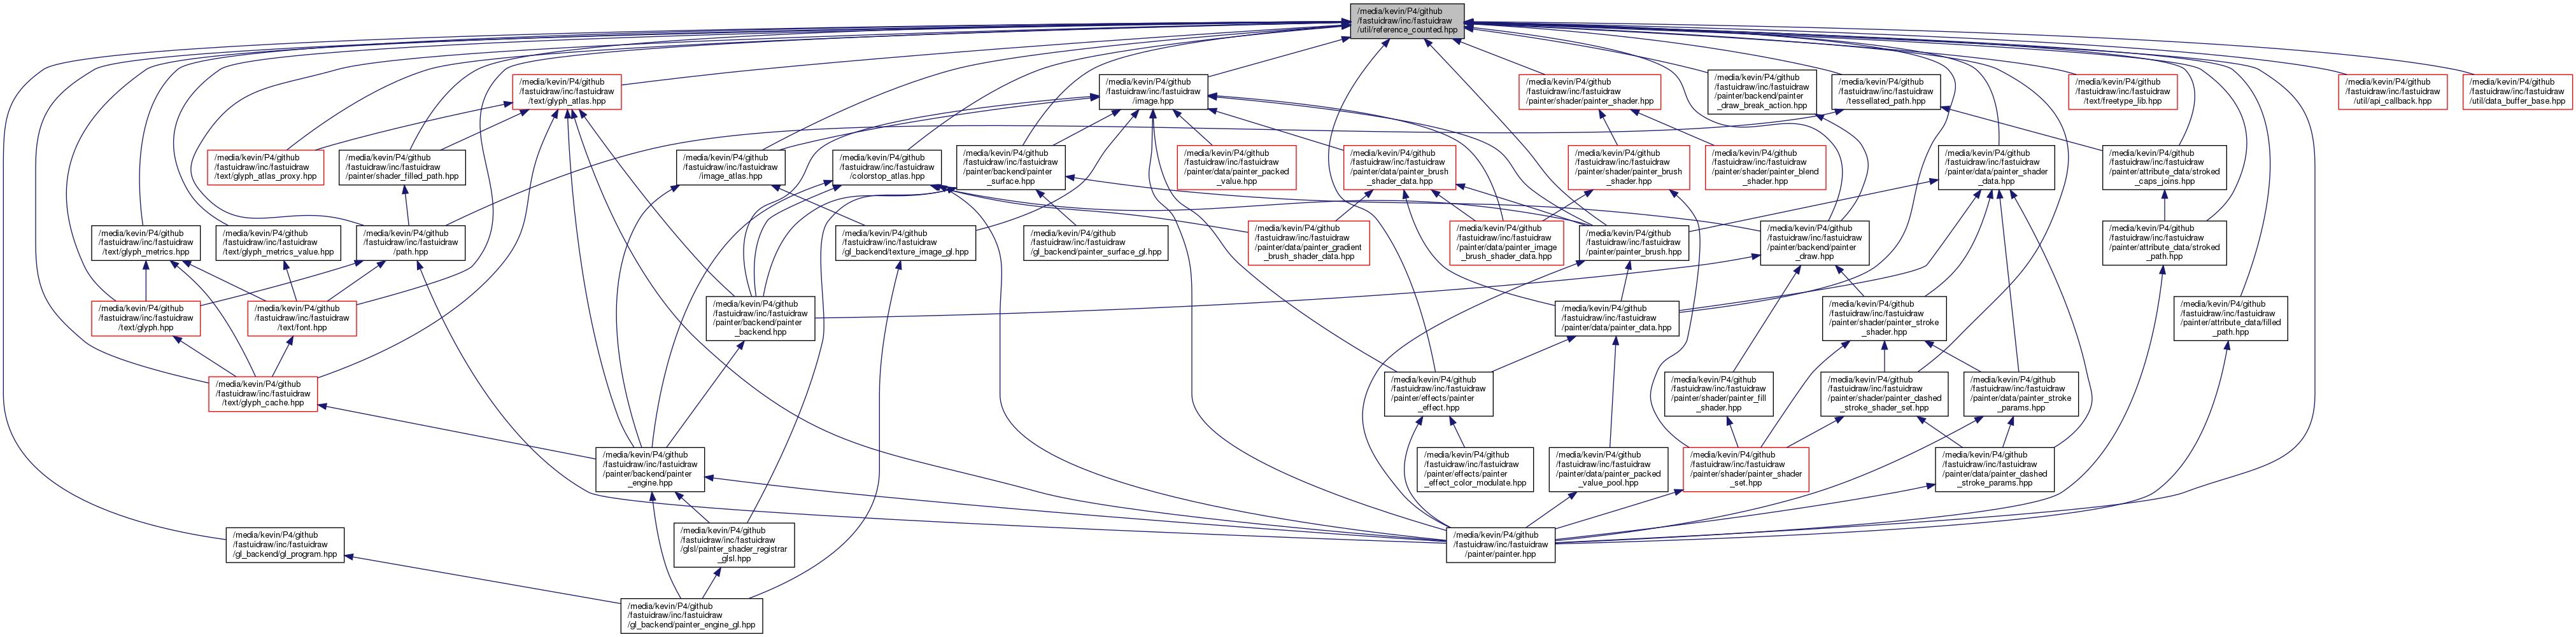 /media/kevin/P4/github
/fastuidraw/inc/fastuidraw
/util/reference_counted.hpp
/media/kevin/P4/github
/fastuidraw/inc/fastuidraw
/text/glyph_atlas.hpp
/media/kevin/P4/github
/fastuidraw/inc/fastuidraw
/image.hpp
/media/kevin/P4/github
/fastuidraw/inc/fastuidraw
/painter/shader/painter_shader.hpp
/media/kevin/P4/github
/fastuidraw/inc/fastuidraw
/painter/backend/painter
_draw_break_action.hpp
/media/kevin/P4/github
/fastuidraw/inc/fastuidraw
/tessellated_path.hpp
/media/kevin/P4/github
/fastuidraw/inc/fastuidraw
/text/freetype_lib.hpp
/media/kevin/P4/github
/fastuidraw/inc/fastuidraw
/util/api_callback.hpp
/media/kevin/P4/github
/fastuidraw/inc/fastuidraw
/util/data_buffer_base.hpp
/media/kevin/P4/github
/fastuidraw/inc/fastuidraw
/text/glyph_atlas_proxy.hpp
/media/kevin/P4/github
/fastuidraw/inc/fastuidraw
/painter/shader_filled_path.hpp
/media/kevin/P4/github
/fastuidraw/inc/fastuidraw
/image_atlas.hpp
/media/kevin/P4/github
/fastuidraw/inc/fastuidraw
/colorstop_atlas.hpp
/media/kevin/P4/github
/fastuidraw/inc/fastuidraw
/painter/backend/painter
_surface.hpp
/media/kevin/P4/github
/fastuidraw/inc/fastuidraw
/painter/data/painter_packed
_value.hpp
/media/kevin/P4/github
/fastuidraw/inc/fastuidraw
/painter/data/painter_brush
_shader_data.hpp
/media/kevin/P4/github
/fastuidraw/inc/fastuidraw
/painter/shader/painter_brush
_shader.hpp
/media/kevin/P4/github
/fastuidraw/inc/fastuidraw
/painter/shader/painter_blend
_shader.hpp
/media/kevin/P4/github
/fastuidraw/inc/fastuidraw
/painter/data/painter_shader
_data.hpp
/media/kevin/P4/github
/fastuidraw/inc/fastuidraw
/painter/attribute_data/stroked
_caps_joins.hpp
/media/kevin/P4/github
/fastuidraw/inc/fastuidraw
/text/glyph_metrics.hpp
/media/kevin/P4/github
/fastuidraw/inc/fastuidraw
/text/glyph_metrics_value.hpp
/media/kevin/P4/github
/fastuidraw/inc/fastuidraw
/path.hpp
/media/kevin/P4/github
/fastuidraw/inc/fastuidraw
/gl_backend/texture_image_gl.hpp
/media/kevin/P4/github
/fastuidraw/inc/fastuidraw
/gl_backend/painter_surface_gl.hpp
/media/kevin/P4/github
/fastuidraw/inc/fastuidraw
/painter/data/painter_gradient
_brush_shader_data.hpp
/media/kevin/P4/github
/fastuidraw/inc/fastuidraw
/painter/data/painter_image
_brush_shader_data.hpp
/media/kevin/P4/github
/fastuidraw/inc/fastuidraw
/painter/painter_brush.hpp
/media/kevin/P4/github
/fastuidraw/inc/fastuidraw
/painter/backend/painter
_draw.hpp
/media/kevin/P4/github
/fastuidraw/inc/fastuidraw
/painter/attribute_data/stroked
_path.hpp
/media/kevin/P4/github
/fastuidraw/inc/fastuidraw
/text/glyph.hpp
/media/kevin/P4/github
/fastuidraw/inc/fastuidraw
/text/font.hpp
/media/kevin/P4/github
/fastuidraw/inc/fastuidraw
/painter/backend/painter
_backend.hpp
/media/kevin/P4/github
/fastuidraw/inc/fastuidraw
/painter/data/painter_data.hpp
/media/kevin/P4/github
/fastuidraw/inc/fastuidraw
/painter/shader/painter_stroke
_shader.hpp
/media/kevin/P4/github
/fastuidraw/inc/fastuidraw
/painter/attribute_data/filled
_path.hpp
/media/kevin/P4/github
/fastuidraw/inc/fastuidraw
/text/glyph_cache.hpp
/media/kevin/P4/github
/fastuidraw/inc/fastuidraw
/painter/effects/painter
_effect.hpp
/media/kevin/P4/github
/fastuidraw/inc/fastuidraw
/painter/shader/painter_fill
_shader.hpp
/media/kevin/P4/github
/fastuidraw/inc/fastuidraw
/painter/shader/painter_dashed
_stroke_shader_set.hpp
/media/kevin/P4/github
/fastuidraw/inc/fastuidraw
/painter/data/painter_stroke
_params.hpp
/media/kevin/P4/github
/fastuidraw/inc/fastuidraw
/painter/backend/painter
_engine.hpp
/media/kevin/P4/github
/fastuidraw/inc/fastuidraw
/painter/effects/painter
_effect_color_modulate.hpp
/media/kevin/P4/github
/fastuidraw/inc/fastuidraw
/painter/data/painter_packed
_value_pool.hpp
/media/kevin/P4/github
/fastuidraw/inc/fastuidraw
/painter/shader/painter_shader
_set.hpp
/media/kevin/P4/github
/fastuidraw/inc/fastuidraw
/painter/data/painter_dashed
_stroke_params.hpp
/media/kevin/P4/github
/fastuidraw/inc/fastuidraw
/gl_backend/gl_program.hpp
/media/kevin/P4/github
/fastuidraw/inc/fastuidraw
/glsl/painter_shader_registrar
_glsl.hpp
/media/kevin/P4/github
/fastuidraw/inc/fastuidraw
/painter/painter.hpp
/media/kevin/P4/github
/fastuidraw/inc/fastuidraw
/gl_backend/painter_engine_gl.hpp